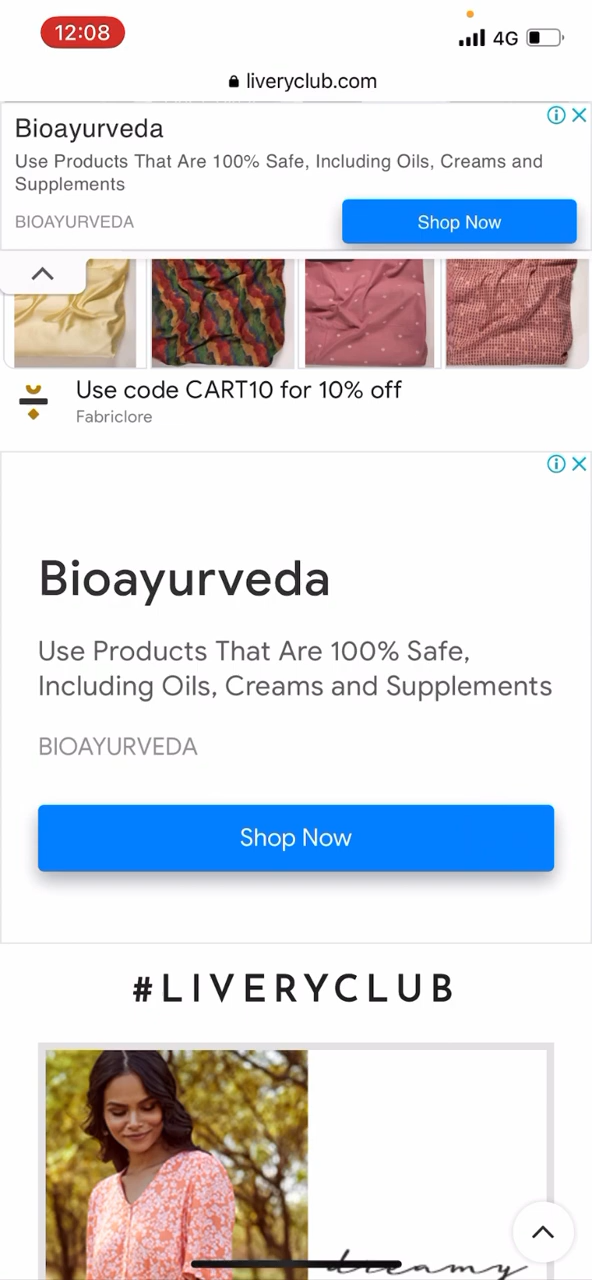 12:08
4G
liveryclub.com
Bioayurveda
Use Products That Are 100% Safe, Including Oils, Creams and
Supplements
BIOAYURVEDA
Shop Now
Use code CART10 for 10% off
Fabriclore
Bioayurveda
Use Products That Are 100% Safe,
Including Oils, Creams and Supplements
BIOAYURVEDA
Shop Now
#LIVERYCLUB
dreamy